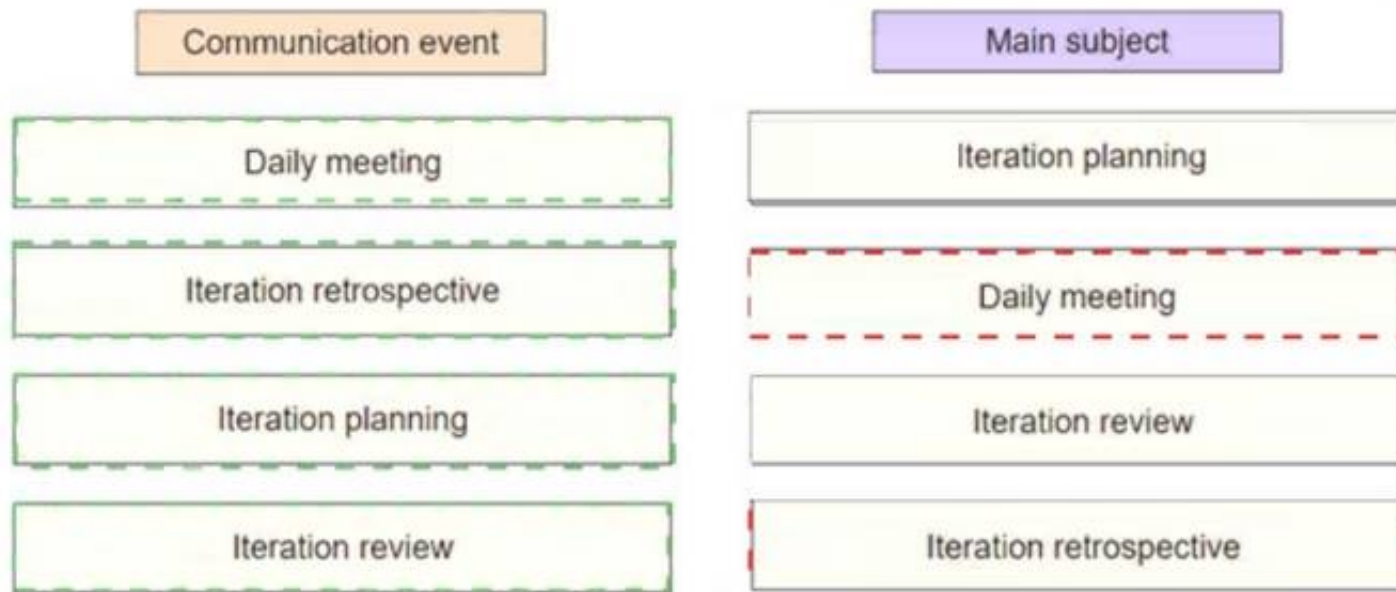 Communication event
Main subject
Daily meeting
Iteration planning
Iteration retrospective
Daily meeting
Iteration planning
Iteration review
Iteration review
Iteration retrospective